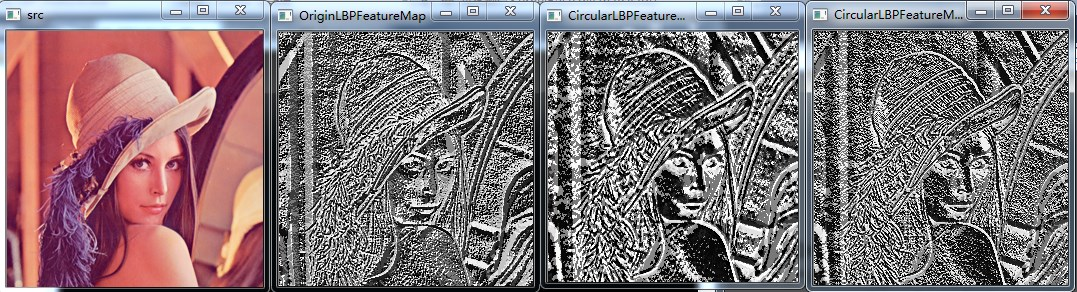 src
OriginLBPFeatureMap
CircularLBPFeature...
CircularLBPFeatureM...